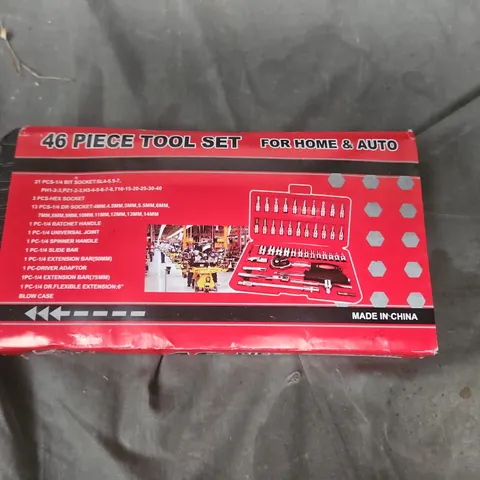 46 PIECE TOOL SET FOR HOME & AUTO
21 PCS-1/4 BIT SOCKET:SL4-5.5-7,
PH1-2-3,PZ1-2-3,H3-4-5-6-7-8,T10-15-20-25-30-40
3 PCS-HEX SOCKET
13 PCS-1/4 DR SOCKET:4MM,4.5MM,5MM,5.5MM,6MM,
7MM,8MM,9MM,10MM,11MM,12MM,13MM,14MM
1 PC-1/4 RATCHET HANDLE
1 PC-1/4 UNIVERSAL JOINT
1 PC-1/4 SPINNER HANDLE
1 PC-1/4 SLIDE BAR
1 PC-1/4 EXTENSION BAR(50MM)
1 PC-DRIVER ADAPTOR
1PC-1/4 EXTENSION BAR(75MM)
1 PC-1/4 DR.FLEXIBLE EXTENSION:6"
BLOW CASE
MADE IN CHINA